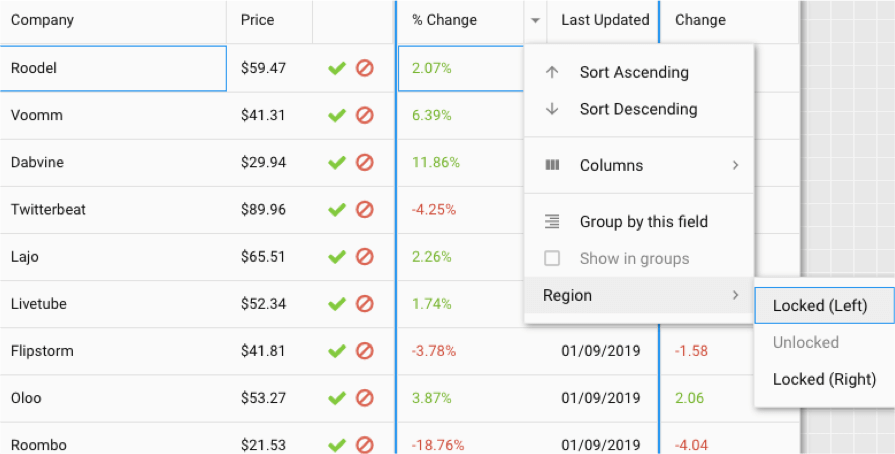 Company Price % Change Last Updated Change
Roodel $59.47 2.07%
Sort Ascending
Voomm $41.31 6.39%
Sort Descending
Dabvine $29.94 11.86%
Columns
Twitterbeat $89.96 -4.25%
Group by this field
Lajo $65.51 2.26%
Show in groups
Livetube $52.34 1.74%
Region
Locked (Left)
Unlocked
Locked (Right)
Flipstorm $41.81 -3.78% 01/09/2019 -1.58
Oloo $53.27 3.87% 01/09/2019 2.06
Roombo $21.53 -18.76% 01/09/2019 -4.04